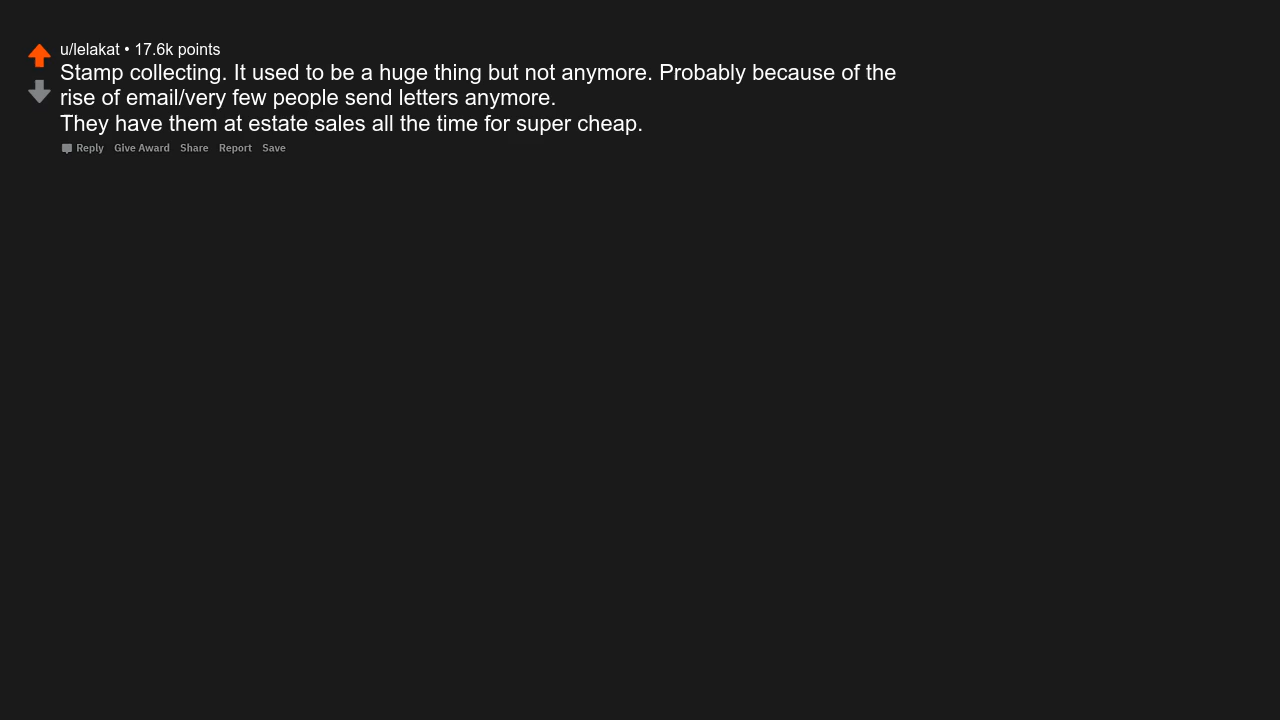 u/lelakat • 17.6k points
Stamp collecting. It used to be a huge thing but not anymore. Probably because of the
rise of email/very few people send letters anymore.
They have them at estate sales all the time for super cheap.
Reply Give Award Share Report Save